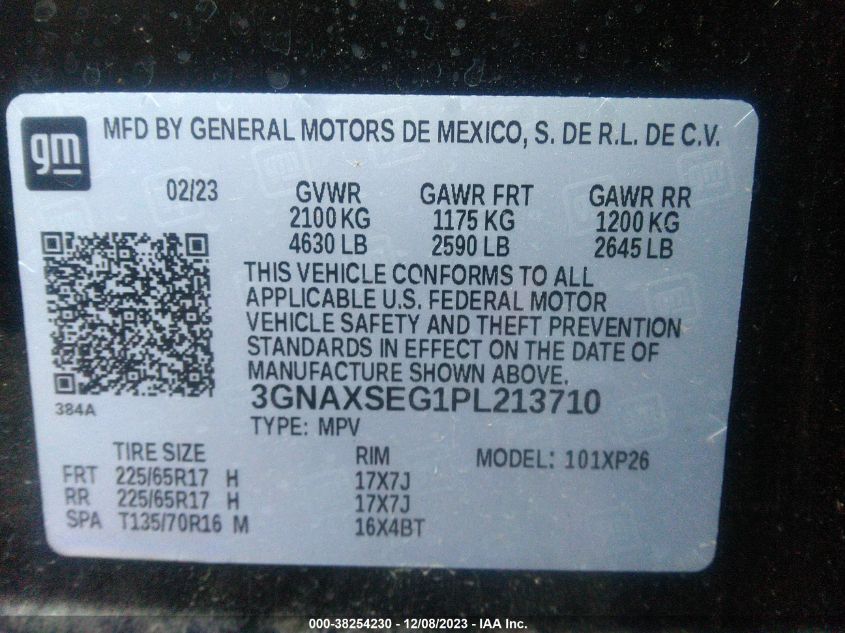 gm
MFD BY GENERAL MOTORS DE MEXICO, S. DE R.L. DE C.V.
02/23 GVWR GAWR FRT GAWR RR
2100 KG 1175 KG 1200 KG
4630 LB 2590 LB 2645 LB
THIS VEHICLE CONFORMS TO ALL
APPLICABLE U.S. FEDERAL MOTOR
VEHICLE SAFETY AND THEFT PREVENTION
STANDARDS IN EFFECT ON THE DATE OF
MANUFACTURE SHOWN ABOVE.
384A
3GNAXSEG1PL213710
TYPE: MPV
TIRE SIZE RIM MODEL: 101XP26
FRT 225/65R17 H 17X7J
RR 225/65R17 H 17X7J
SPA T135/70R16 M 16X4BT
000-38254230 - 12/08/2023 - IAA Inc.